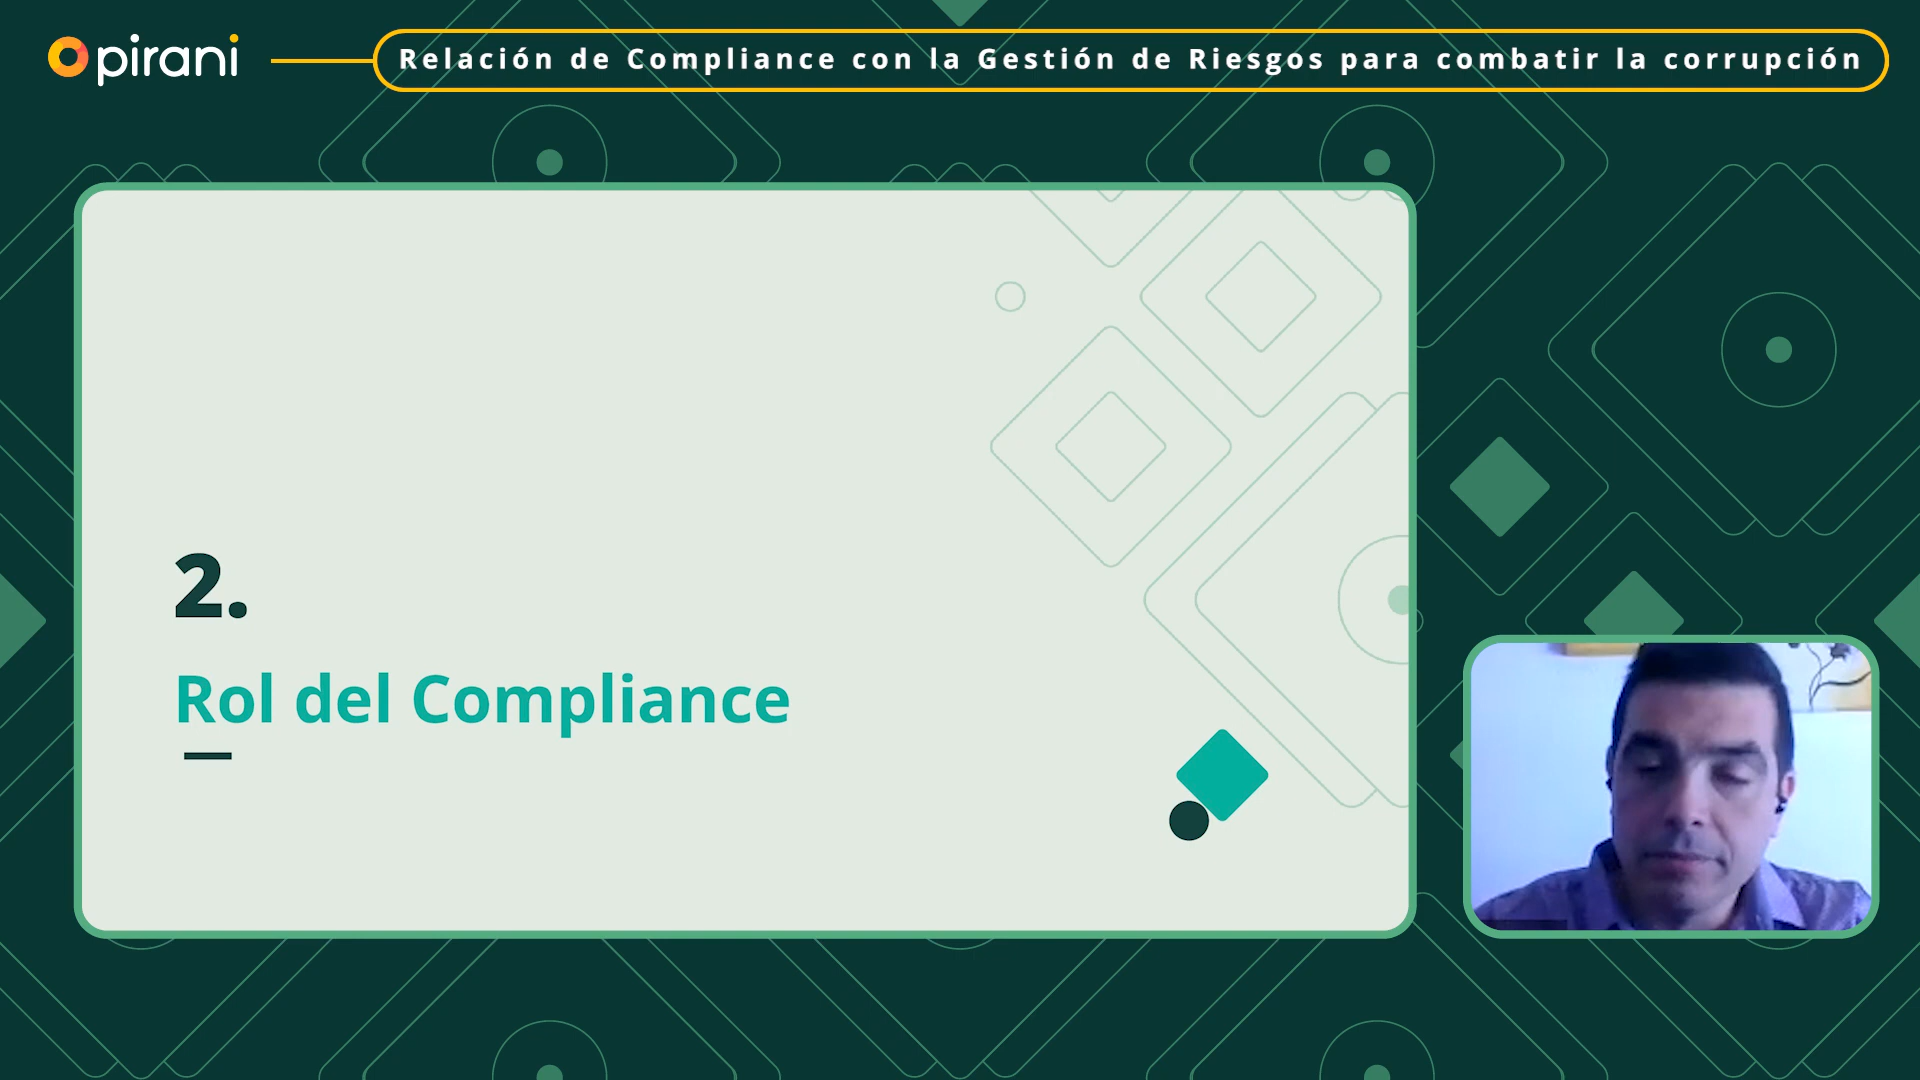 pirani
Relación de Compliance con la Gestión de Riesgos para combatir la corrupción
2.
Rol del Compliance